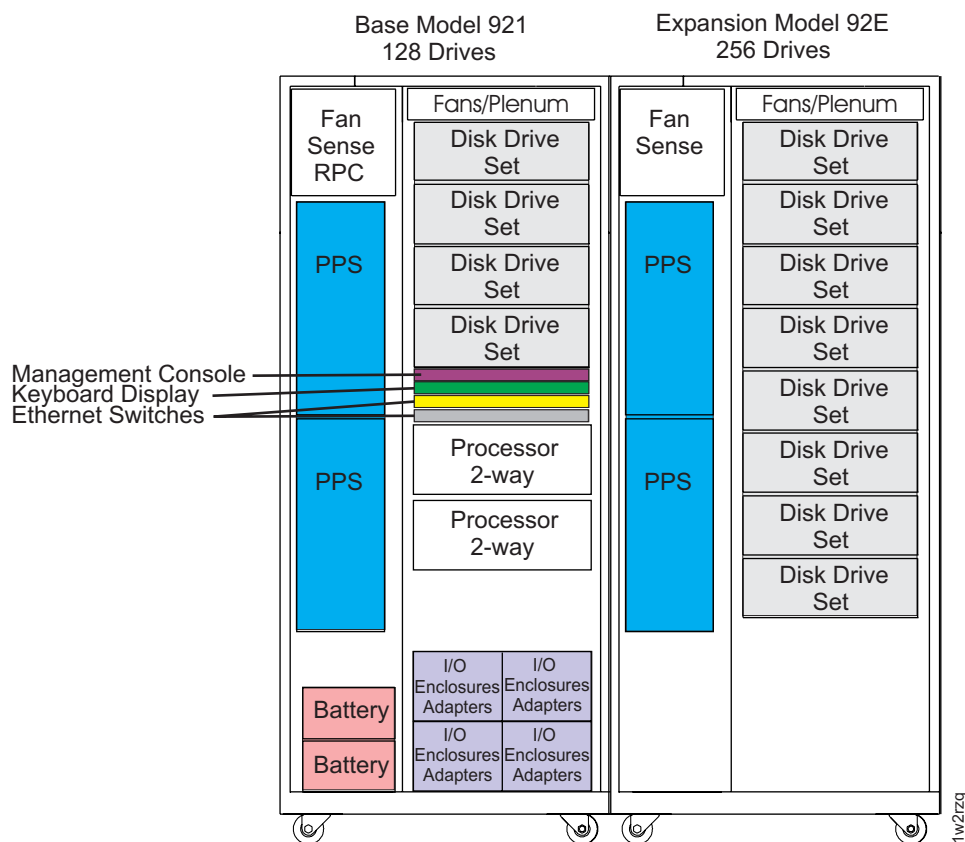 Base Model 921
128 Drives
Expansion Model 92E
256 Drives
Fan
Sense
RPC
Fans/Plenum
Disk Drive
Set
Disk Drive
Set
Disk Drive
Set
Disk Drive
Set
PPS
PPS
Management Console
Keyboard Display
Ethernet Switches
Processor
2-way
Processor
2-way
I/O
Enclosures
Adapters
I/O
Enclosures
Adapters
I/O
Enclosures
Adapters
I/O
Enclosures
Adapters
Battery
Battery
Fan
Sense
Fans/Plenum
PPS
PPS
Disk Drive
Set
Disk Drive
Set
Disk Drive
Set
Disk Drive
Set
Disk Drive
Set
Disk Drive
Set
Disk Drive
Set
Disk Drive
Set
1w2rzq